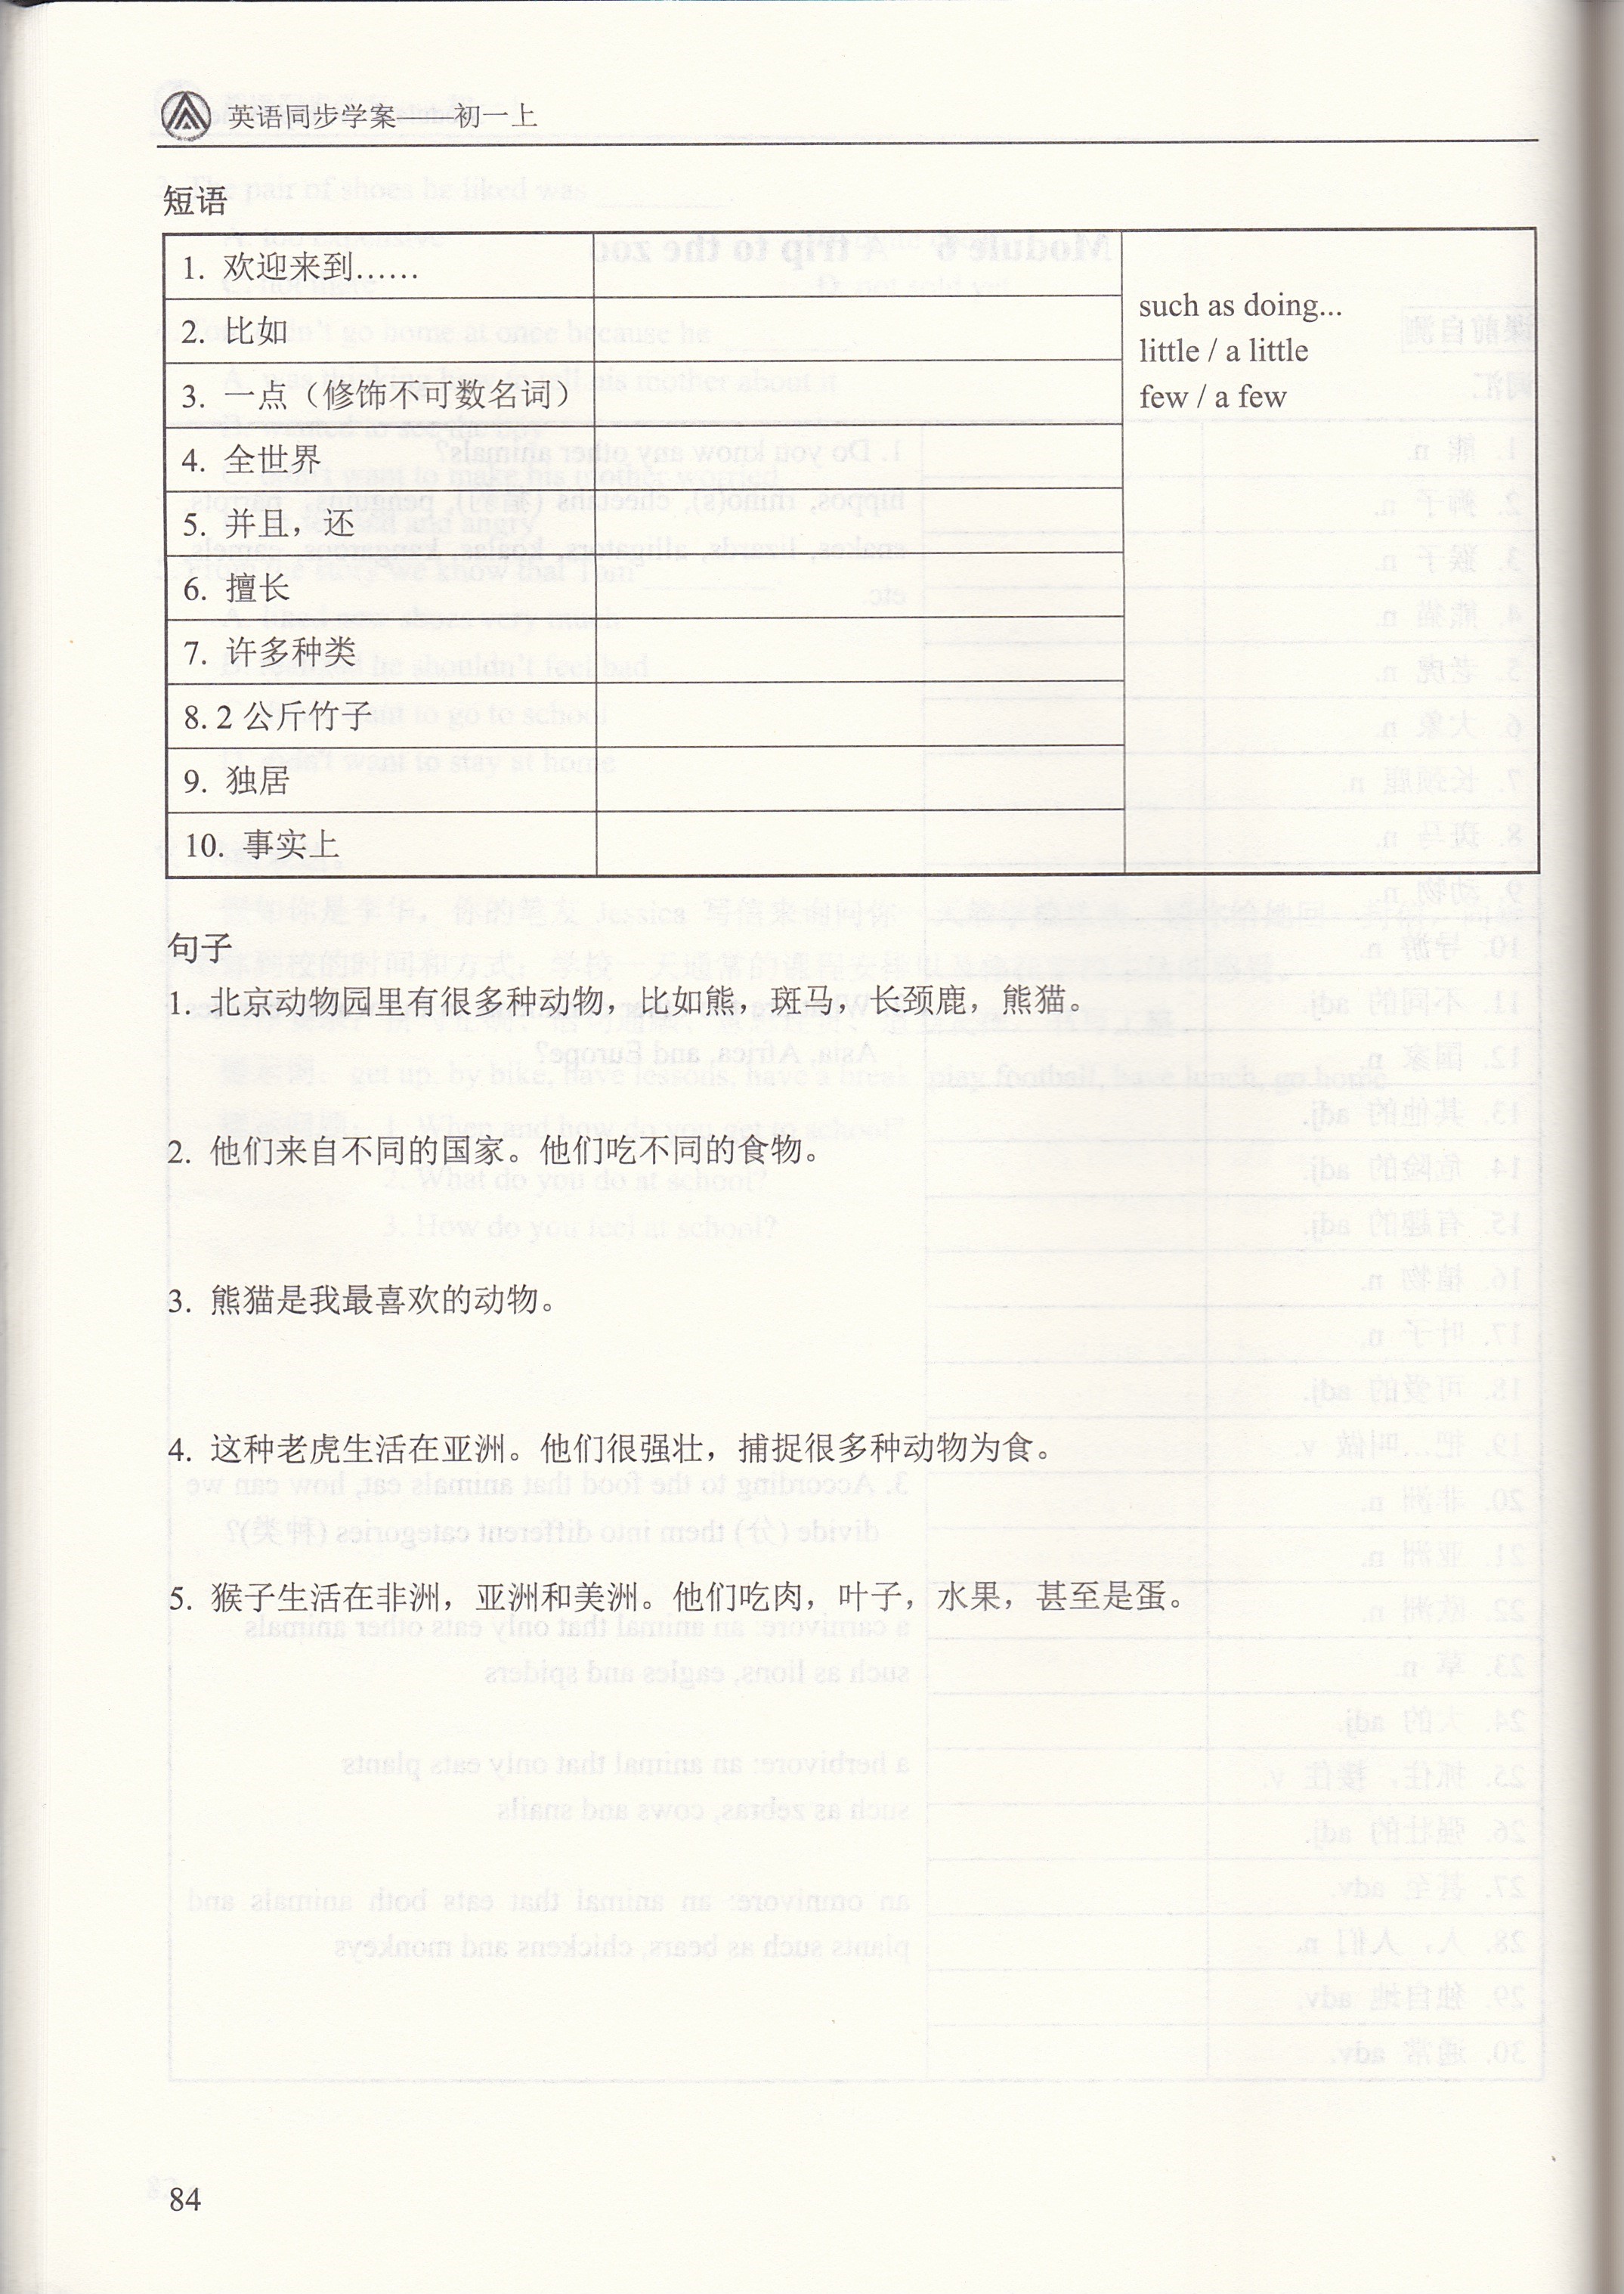 英语同步学案——初一上
短语
1. 欢迎来到……
2. 比如
3. 一点（修饰不可数名词）
4. 全世界
5. 并且，还
6. 擅长
7. 许多种类
8. 2 公斤竹子
9. 独居
10. 事实上
such as doing...
little / a little
few / a few
句子
1. 北京动物园里有很多种动物，比如熊，斑马，长颈鹿，熊猫。
2. 他们来自不同的国家。他们吃不同的食物。
3. 熊猫是我最喜欢的动物。
4. 这种老虎生活在亚洲。他们很强壮，捕捉很多种动物为食。
5. 猴子生活在非洲，亚洲和美洲。他们吃肉，叶子，水果，甚至是蛋。
84